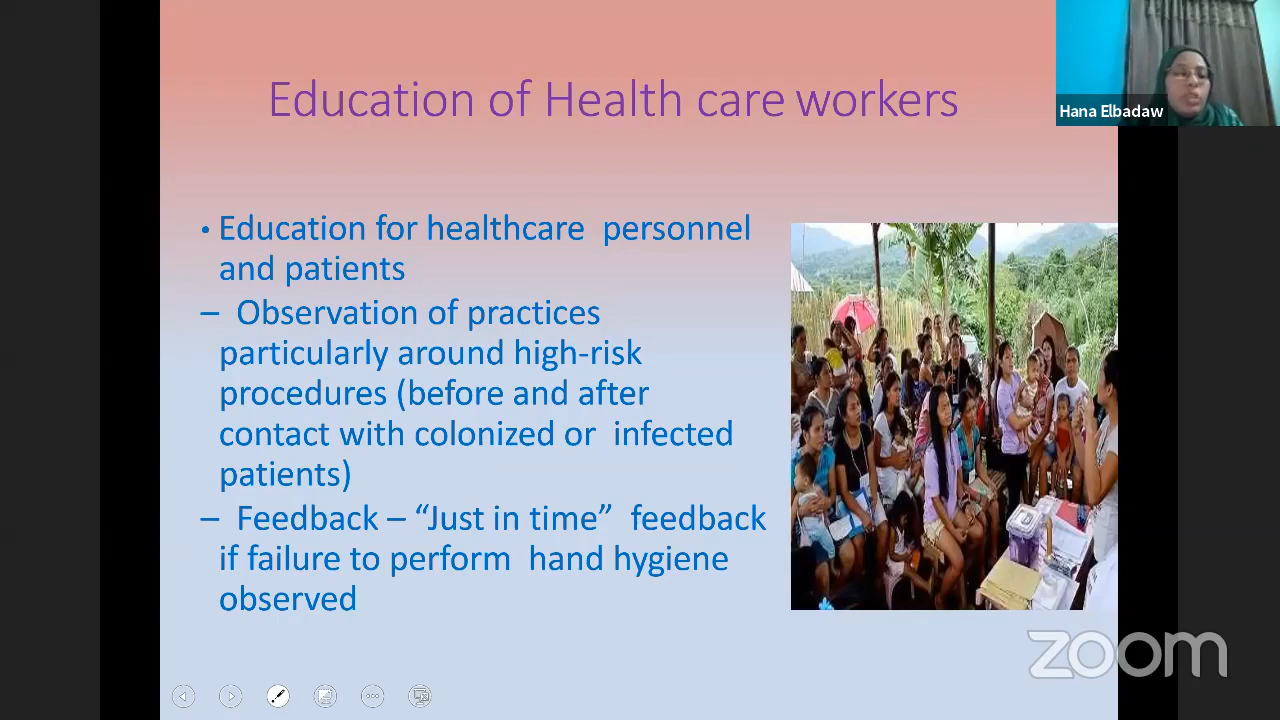 Education of Health care workers
Hana Elbadaw
• Education for healthcare personnel
and patients
– Observation of practices
particularly around high-risk
procedures (before and after
contact with colonized or infected
patients)
– Feedback – “Just in time” feedback
if failure to perform hand hygiene
observed
zoom